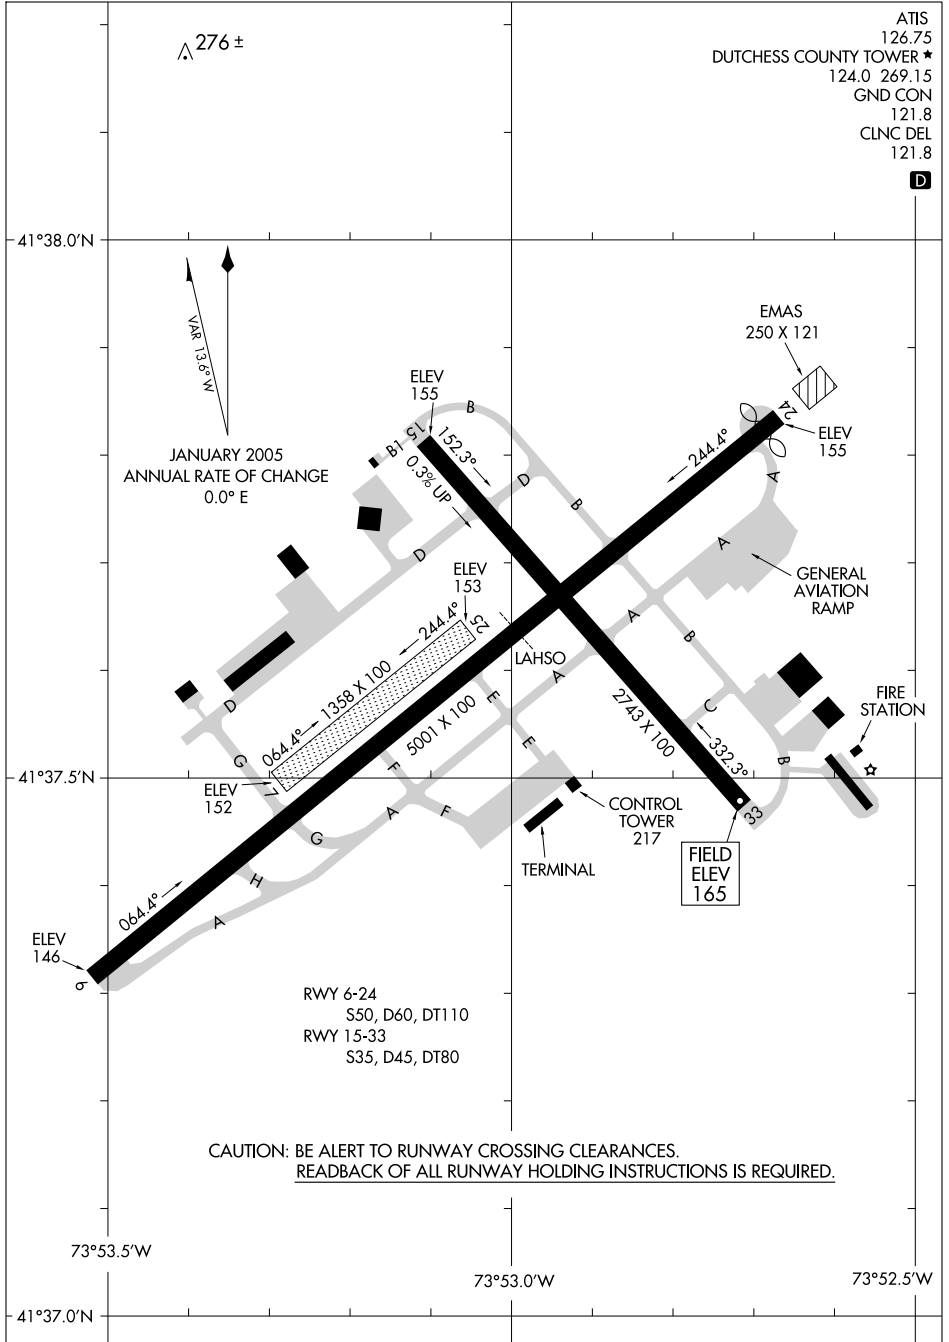 276 ±
ATIS
126.75
DUTCHESS COUNTY TOWER ★
124.0 269.15
GND CON
121.8
CLNC DEL
121.8
D
41°38.0'N
VAR 13.6° W
JANUARY 2005
ANNUAL RATE OF CHANGE
0.0° E
EMAS
250 X 121
ELEV
155
B
15
B1
152.3°
0.3% UP
24
ELEV
155
244.4°
A
D
B
D
A
GENERAL
AVIATION
RAMP
ELEV
153
244.4°
25
A
B
LAHSO
1358 X 100
064.4°
A
E
2743 X 100
C
FIRE
STATION
D
5001 X 100
E
332.3°
G
F
B
41°37.5'N
ELEV
152
7
A
F
CONTROL
TOWER
217
33
G
TERMINAL
FIELD
ELEV
165
H
064.4°
A
ELEV
146
6
RWY 6-24
S50, D60, DT110
RWY 15-33
S35, D45, DT80
CAUTION: BE ALERT TO RUNWAY CROSSING CLEARANCES.
READBACK OF ALL RUNWAY HOLDING INSTRUCTIONS IS REQUIRED.
73°53.5'W
73°53.0'W
73°52.5'W
41°37.0'N